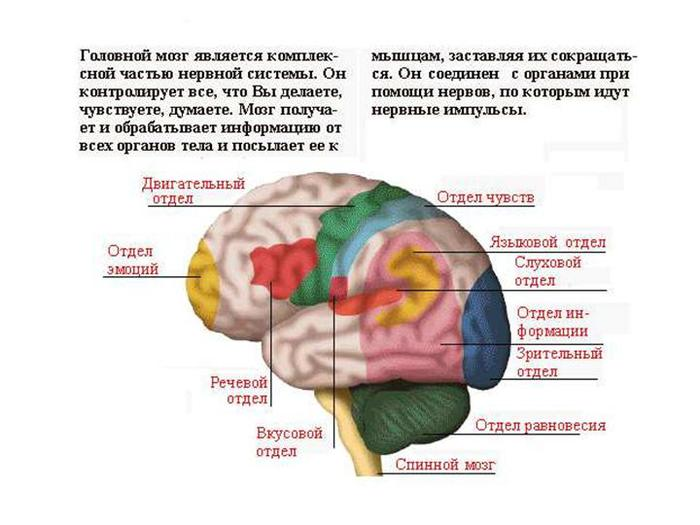 Головной мозг является комплек-
сной частью нервной системы. Он
контролирует все, что Вы делаете,
чувствуете, думаете. Мозг получа-
ет и обрабатывает информацию от
всех органов тела и посылает ее к
мышцам, заставляя их сокращать-
ся. Он соединен с органами при
помощи нервов, по которым идут
нервные импульсы.
Двигательный
отдел
Отдел чувств
Отдел
эмоций
Языковой отдел
Слуховой
отдел
Отдел ин-
формации
Зрительный
отдел
Речевой
отдел
Вкусовой
отдел
Отдел равновесия
Спинной мозг